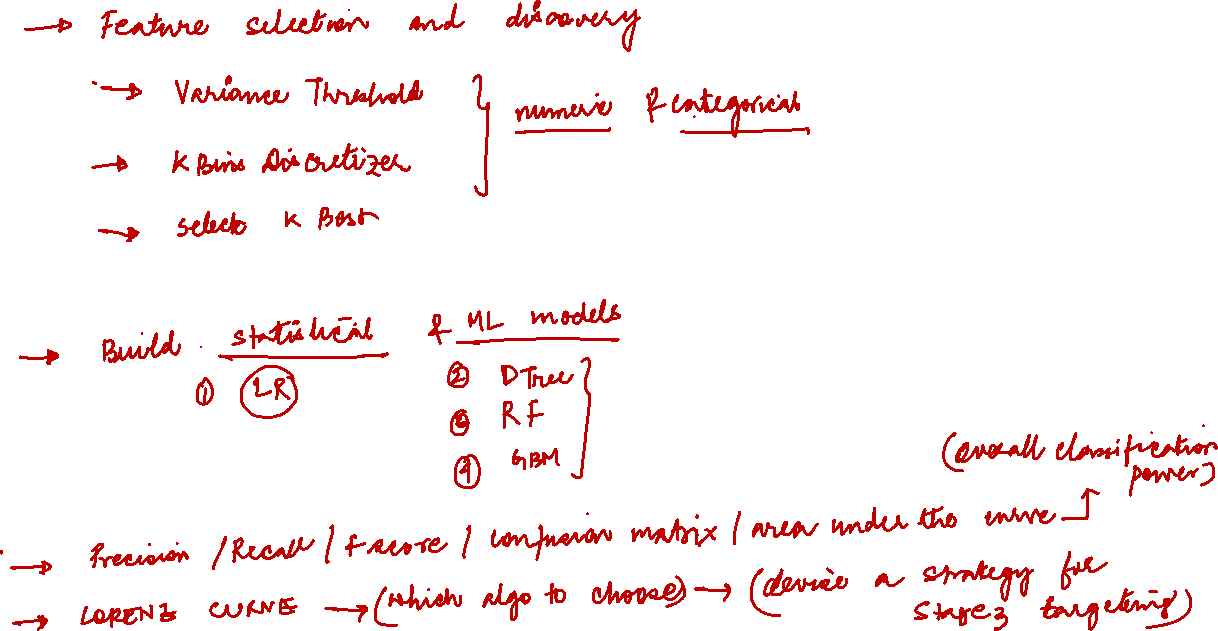 → Feature selection and discovery
→ Variance Threshold
numeric & categorical
→ K Bins Discretizer
→ Selects K Best
→ Build statistical & ML models
① LR
② DTree
③ RF
④ GBM
(overall classification power)
→ Precision / Recall / f-score / confusion matrix / area under the curve
→ LORENZ CURVE → (which algo to choose) → (devise a strategy for stage 3 targeting)